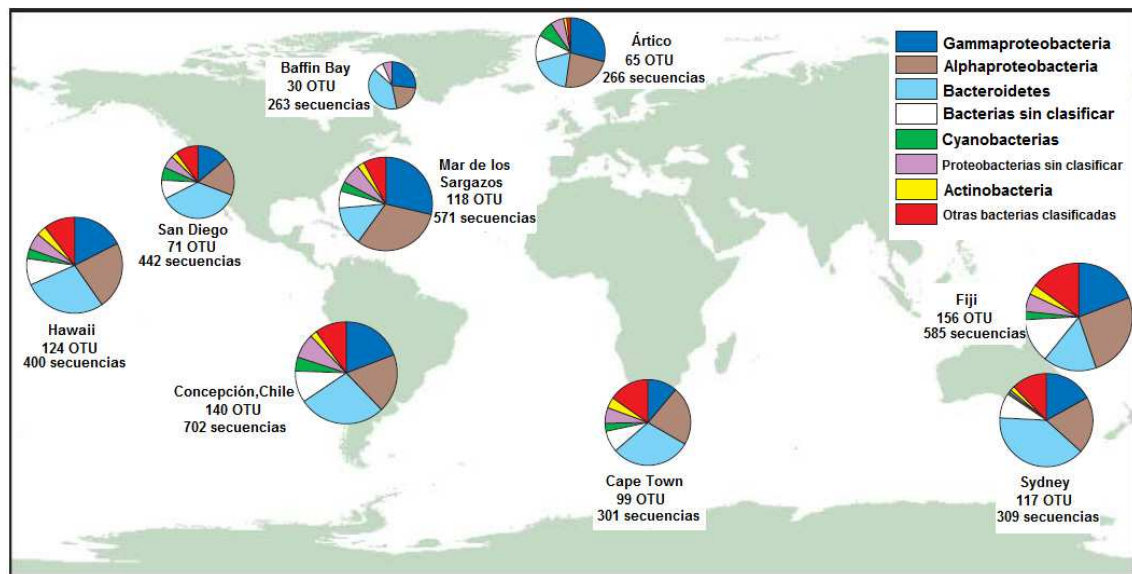 Ártico
65 OTU
266 secuencias
Baffin Bay
30 OTU
263 secuencias
Gammaproteobacteria
Alphaproteobacteria
Bacteroidetes
Bacterias sin clasificar
Cyanobacterias
Proteobacterias sin clasificar
Actinobacteria
Otras bacterias clasificadas
Mar de los
Sargazos
118 OTU
571 secuencias
San Diego
71 OTU
442 secuencias
Hawaii
124 OTU
400 secuencias
Fiji
156 OTU
585 secuencias
Concepción,Chile
140 OTU
702 secuencias
Cape Town
99 OTU
301 secuencias
Sydney
117 OTU
309 secuencias